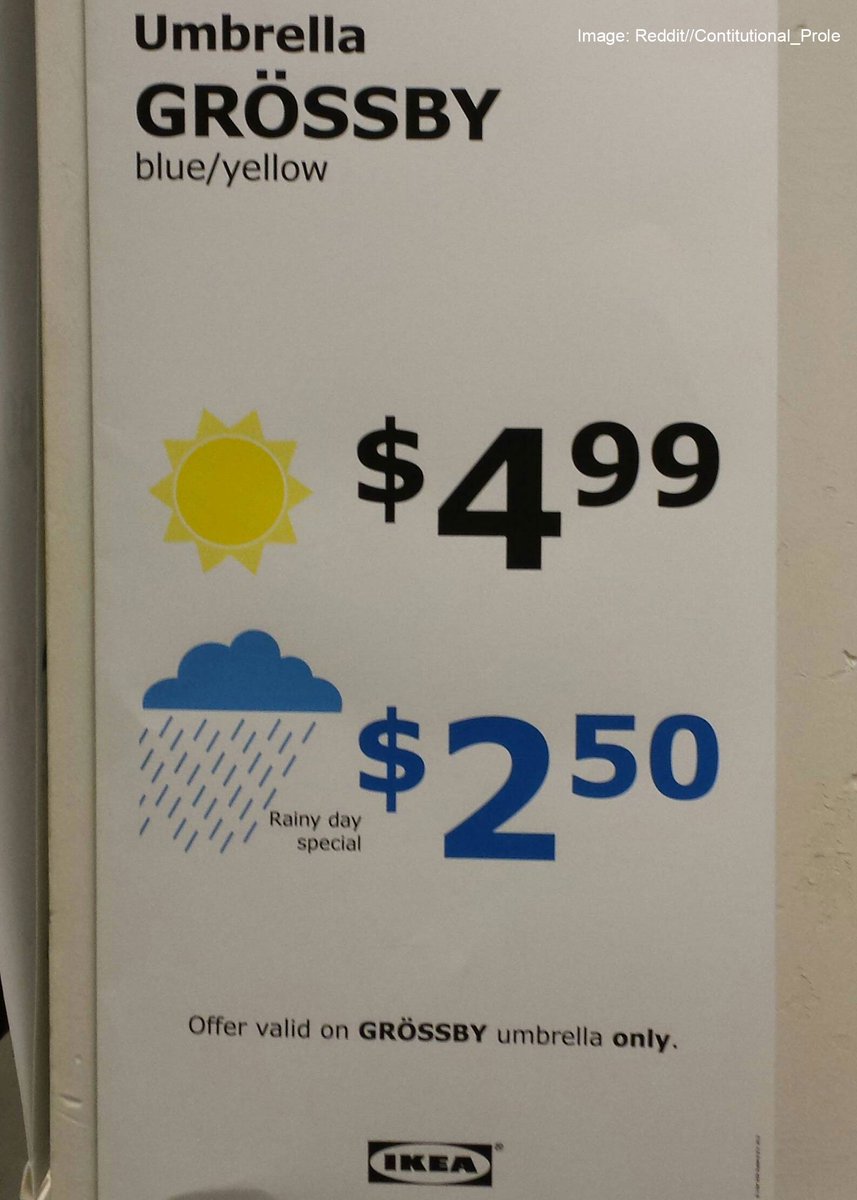 Image: Reddit//Contitutional_Prole
Umbrella
GRÖSSBY
blue/yellow
$4 99
$2 50
Rainy day
special
Offer valid on GRÖSSBY umbrella only.
IKEA®